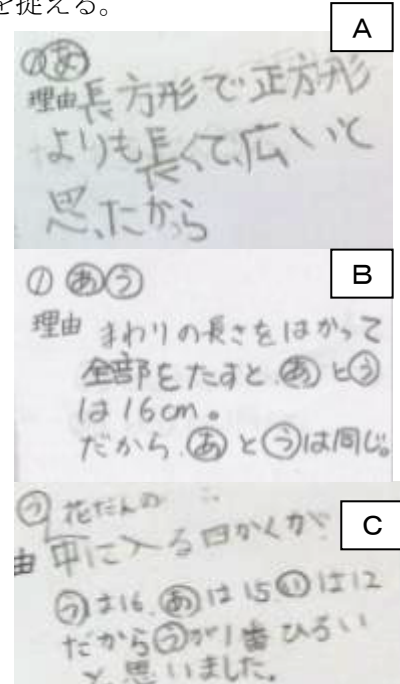 を捉える。
A
① あ
理由 長方形で正方形
よりも長くて、広いと
思ったから
B
① あ う
理由 まわりの長さをはかって
全部をたすと、あとう
は16cm。
だから、あとうは同じ。
C
う 花だんの
由 中に入る四かくが
うは16、あは15 いは12
だからうが1番ひろい
と思いました。